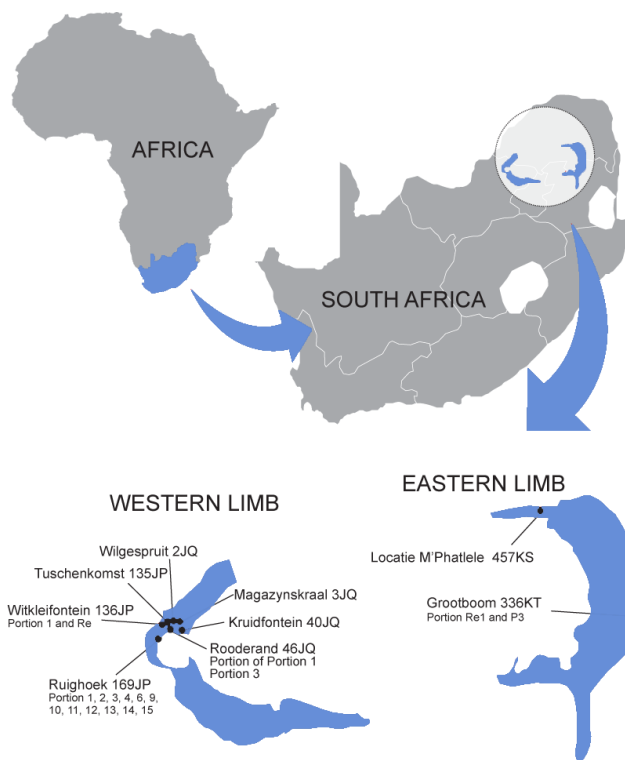 AFRICA
SOUTH AFRICA
WESTERN LIMB
Wilgespruit 2JQ
Tuschenkomst 135JP
Witkleifontein 136JP
Portion 1 and Re
Magazynskraal 3JQ
Kruidfontein 40JQ
Rooderand 46JQ
Portion of Portion 1
Portion 3
Ruighoek 169JP
Portion 1, 2, 3, 4, 6, 9,
10, 11, 12, 13, 14, 15
EASTERN LIMB
Locatie M'Phatlele 457KS
Grootboom 336KT
Portion Re1 and P3